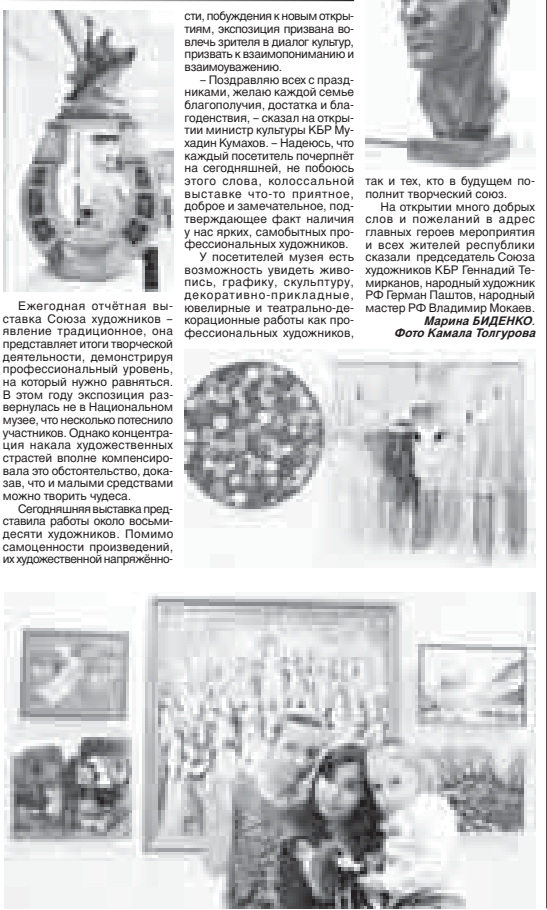 Ежегодная отчётная вы-
ставка Союза художников –
явление традиционное, она
представляет итоги творческой
деятельности, демонстрируя
профессиональный уровень,
на который нужно равняться.
В этом году экспозиция раз-
вернулась не в Национальном
музее, что несколько потеснило
участников. Однако концентра-
ция накала художественных
страстей вполне компенсиро-
вала это обстоятельство, дока-
зав, что и малыми средствами
можно творить чудеса.
Сегодняшняя выставка пред-
ставила работы около восьми-
десяти художников. Помимо
самоценности произведений,
их художественной напряжённо-
сти, побуждения к новым откры-
тиям, экспозиция призвана во-
влечь зрителя в диалог культур,
призвать к взаимопониманию и
взаимоуважению.
– Поздравляю всех с празд-
никами, желаю каждой семье
благополучия, достатка и бла-
годенствия, – сказал на откры-
тии министр культуры КБР Му-
хадин Кумахов. – Надеюсь, что
каждый посетитель почерпнёт
на сегодняшней, не побоюсь
этого слова, колоссальной
выставке что-то приятное,
доброе и замечательное, под-
тверждающее факт наличия
у нас ярких, самобытных про-
фессиональных художников.
У посетителей музея есть
возможность увидеть живо-
пись, графику, скульптуру,
декоративно-прикладные,
ювелирные и театрально-де-
корационные работы как про-
фессиональных художников,
так и тех, кто в будущем по-
полнит творческий союз.
На открытии много добрых
слов и пожеланий в адрес
главных героев мероприятия
и всех жителей республики
сказали председатель Союза
художников КБР Геннадий Те-
мирканов, народный художник
РФ Герман Паштов, народный
мастер РФ Владимир Мокаев.
Марина БИДЕНКО.
Фото Камала Толгурова